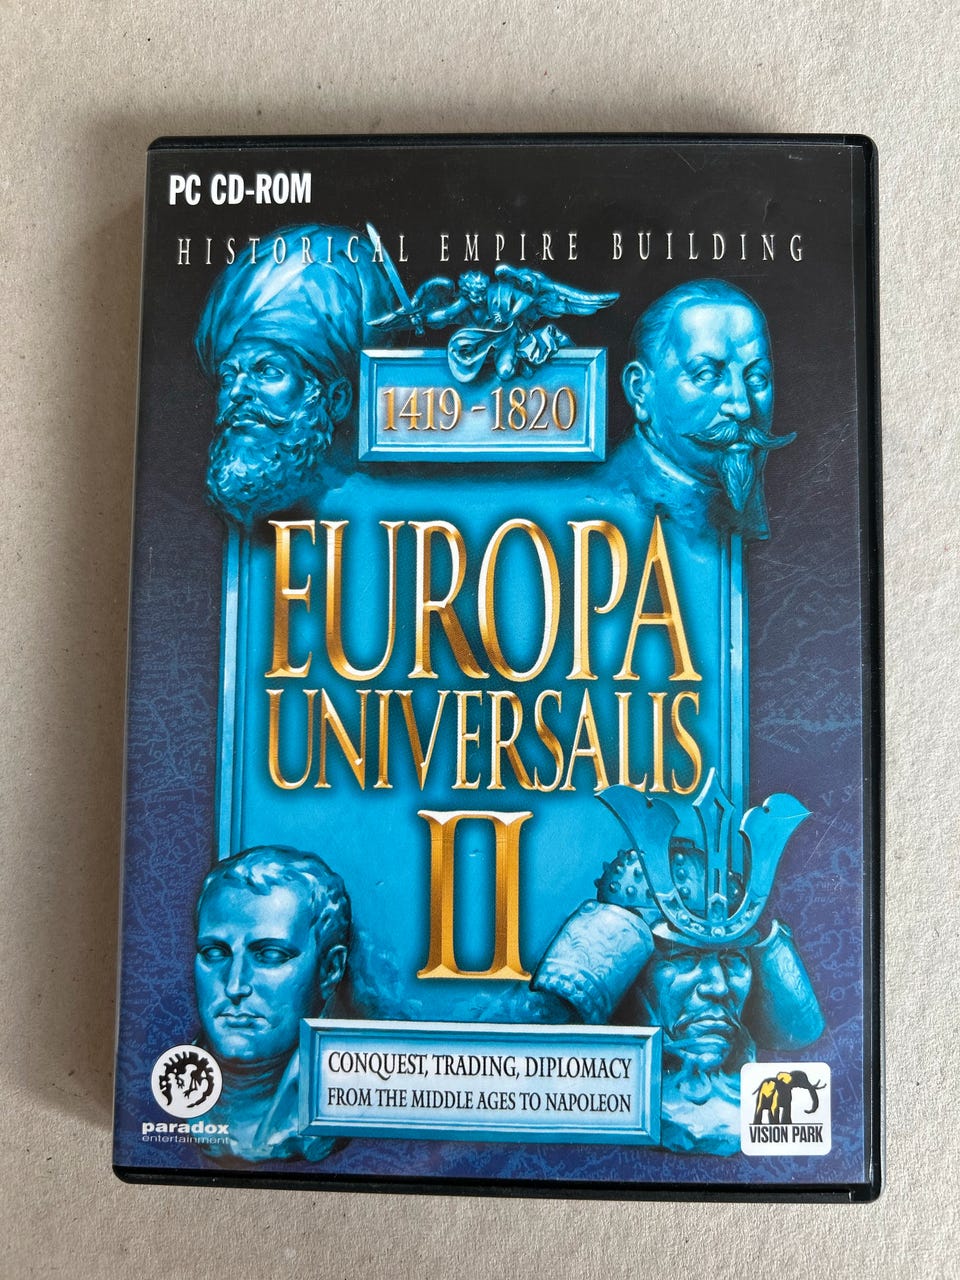 PC CD-ROM
HISTORICAL EMPIRE BUILDING
1419-1820
EUROPA
UNIVERSALIS
II
CONQUEST, TRADING, DIPLOMACY
FROM THE MIDDLE AGES TO NAPOLEON
paradox
entertainment
VISION PARK